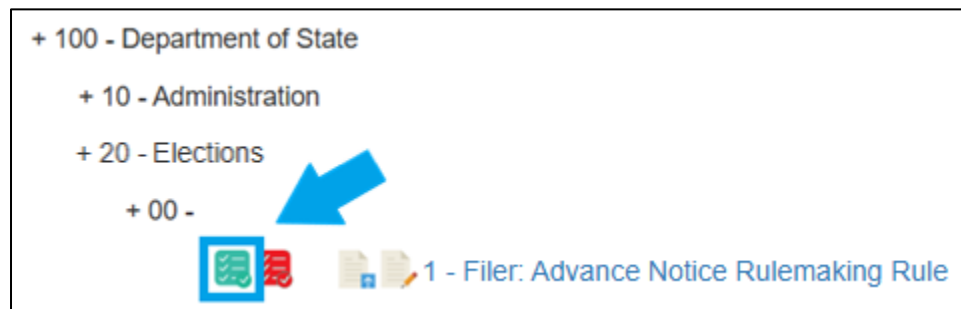 + 100 - Department of State
+ 10 - Administration
+ 20 - Elections
+ 00 -
1 - Filer: Advance Notice Rulemaking Rule